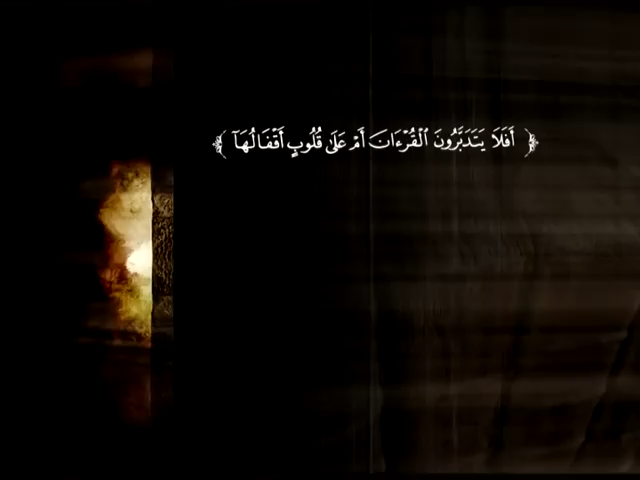 ﴿ أَفَلَا يَتَدَبَّرُونَ ٱلْقُرْءَانَ أَمْ عَلَىٰ قُلُوبٍ أَقْفَالُهَآ ﴾